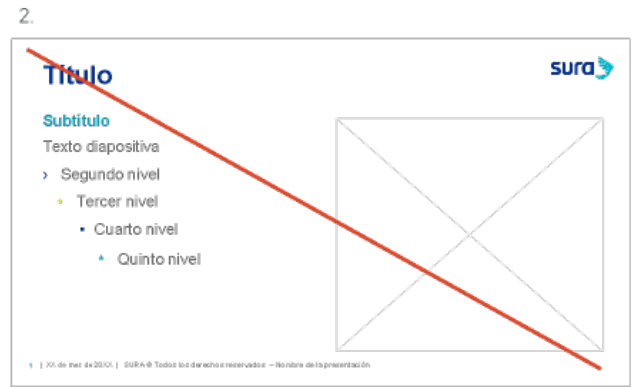 2.
Título
sura
Subtítulo
Texto diapositiva
› Segundo nivel
Tercer nivel
• Cuarto nivel
Quinto nivel
1 | XX de mes de 20XX | SURA © Todos los derechos reservados – Nombre de la presentación